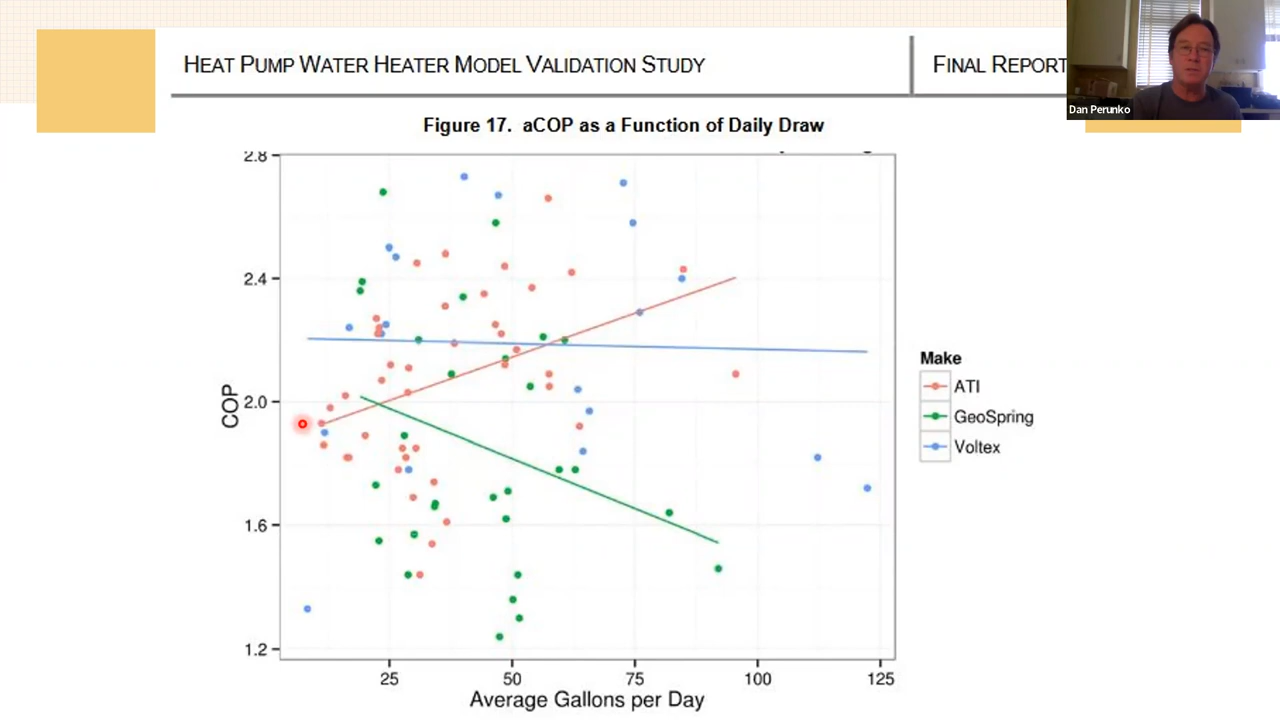 HEAT PUMP WATER HEATER MODEL VALIDATION STUDY
FINAL REPORT
Dan Perunko
Figure 17. aCOP as a Function of Daily Draw
2.8
2.4
2.0
1.6
1.2
COP
25 50 75 100 125
Average Gallons per Day
Make
ATI
GeoSpring
Voltex